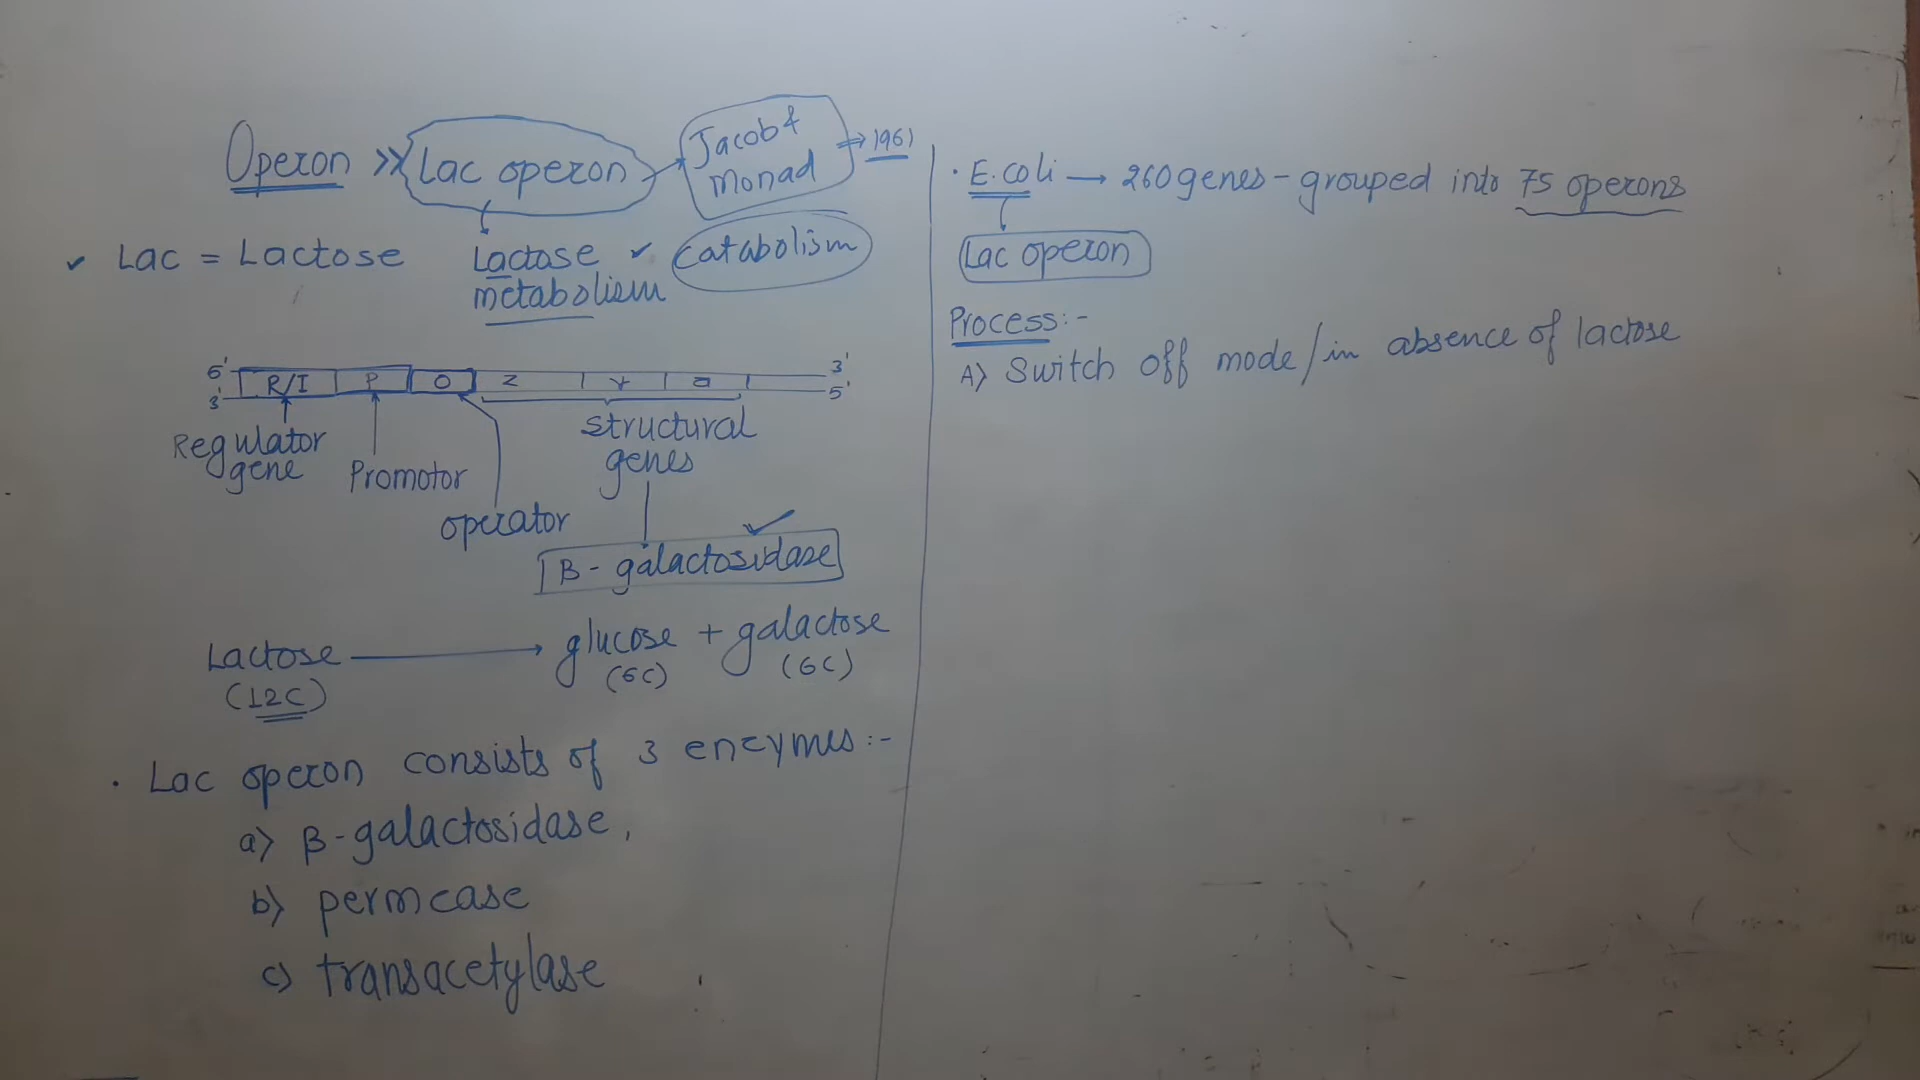 Operon >> Lac operon → Jacob & Monad ⇒ 1961
✓ Lac = Lactose
Lactose metabolism ✓ Catabolism
5' R/I P O z y a 3'
3' 5'
Regulator gene
Promotor
operator
structural genes
β-galactosidase ✓
Lactose → glucose + galactose
(12C) (6C) (6C)
• Lac operon consists of 3 enzymes:-
a) β-galactosidase,
b) permease
c) transacetylase
• E.coli → 260 genes - grouped into 75 operons
Lac operon
Process:-
A) Switch off mode/in absence of lactose